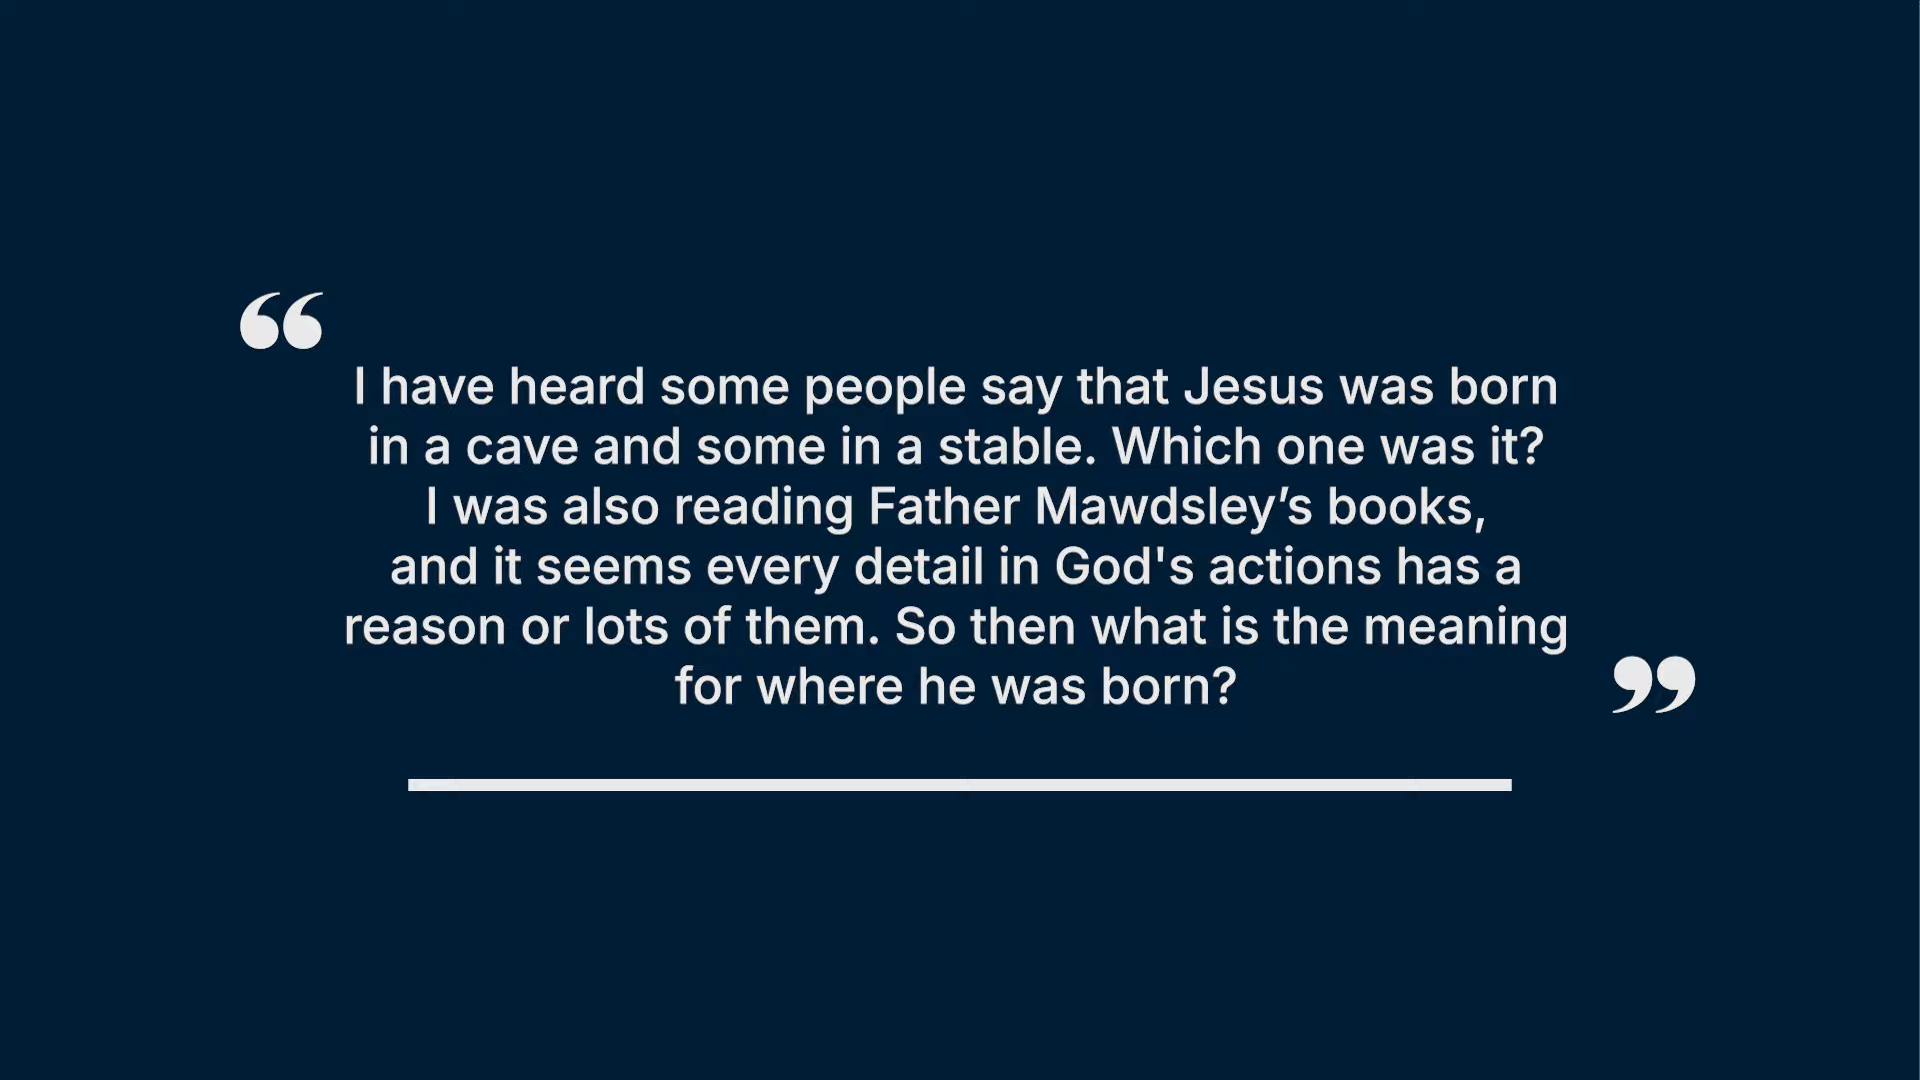 “
I have heard some people say that Jesus was born
in a cave and some in a stable. Which one was it?
I was also reading Father Mawdsley’s books,
and it seems every detail in God's actions has a
reason or lots of them. So then what is the meaning
for where he was born?
”